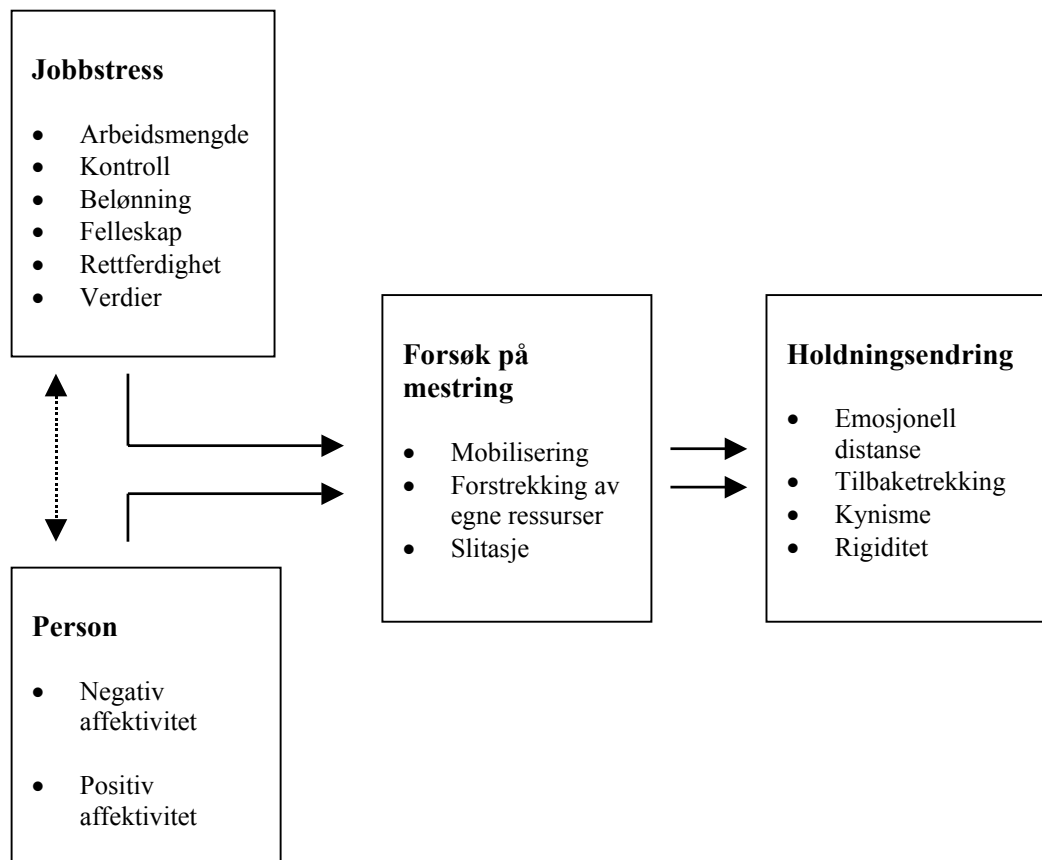 Jobbstress
• Arbeidsmengde
• Kontroll
• Belønning
• Felleskap
• Rettferdighet
• Verdier
Forsøk på
mestring
• Mobilisering
• Forstrekking av
egne ressurser
• Slitasje
Holdningsendring
• Emosjonell
distanse
• Tilbaketrekking
• Kynisme
• Rigiditet
Person
• Negativ
affektivitet
• Positiv
affektivitet